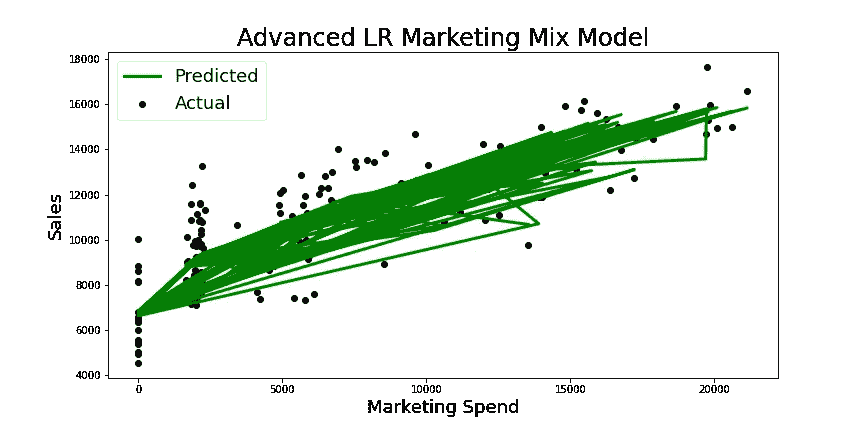 Advanced LR Marketing Mix Model
Predicted
Actual
18000
16000
14000
12000
10000
8000
6000
4000
Sales
0 5000 10000 15000 20000
Marketing Spend